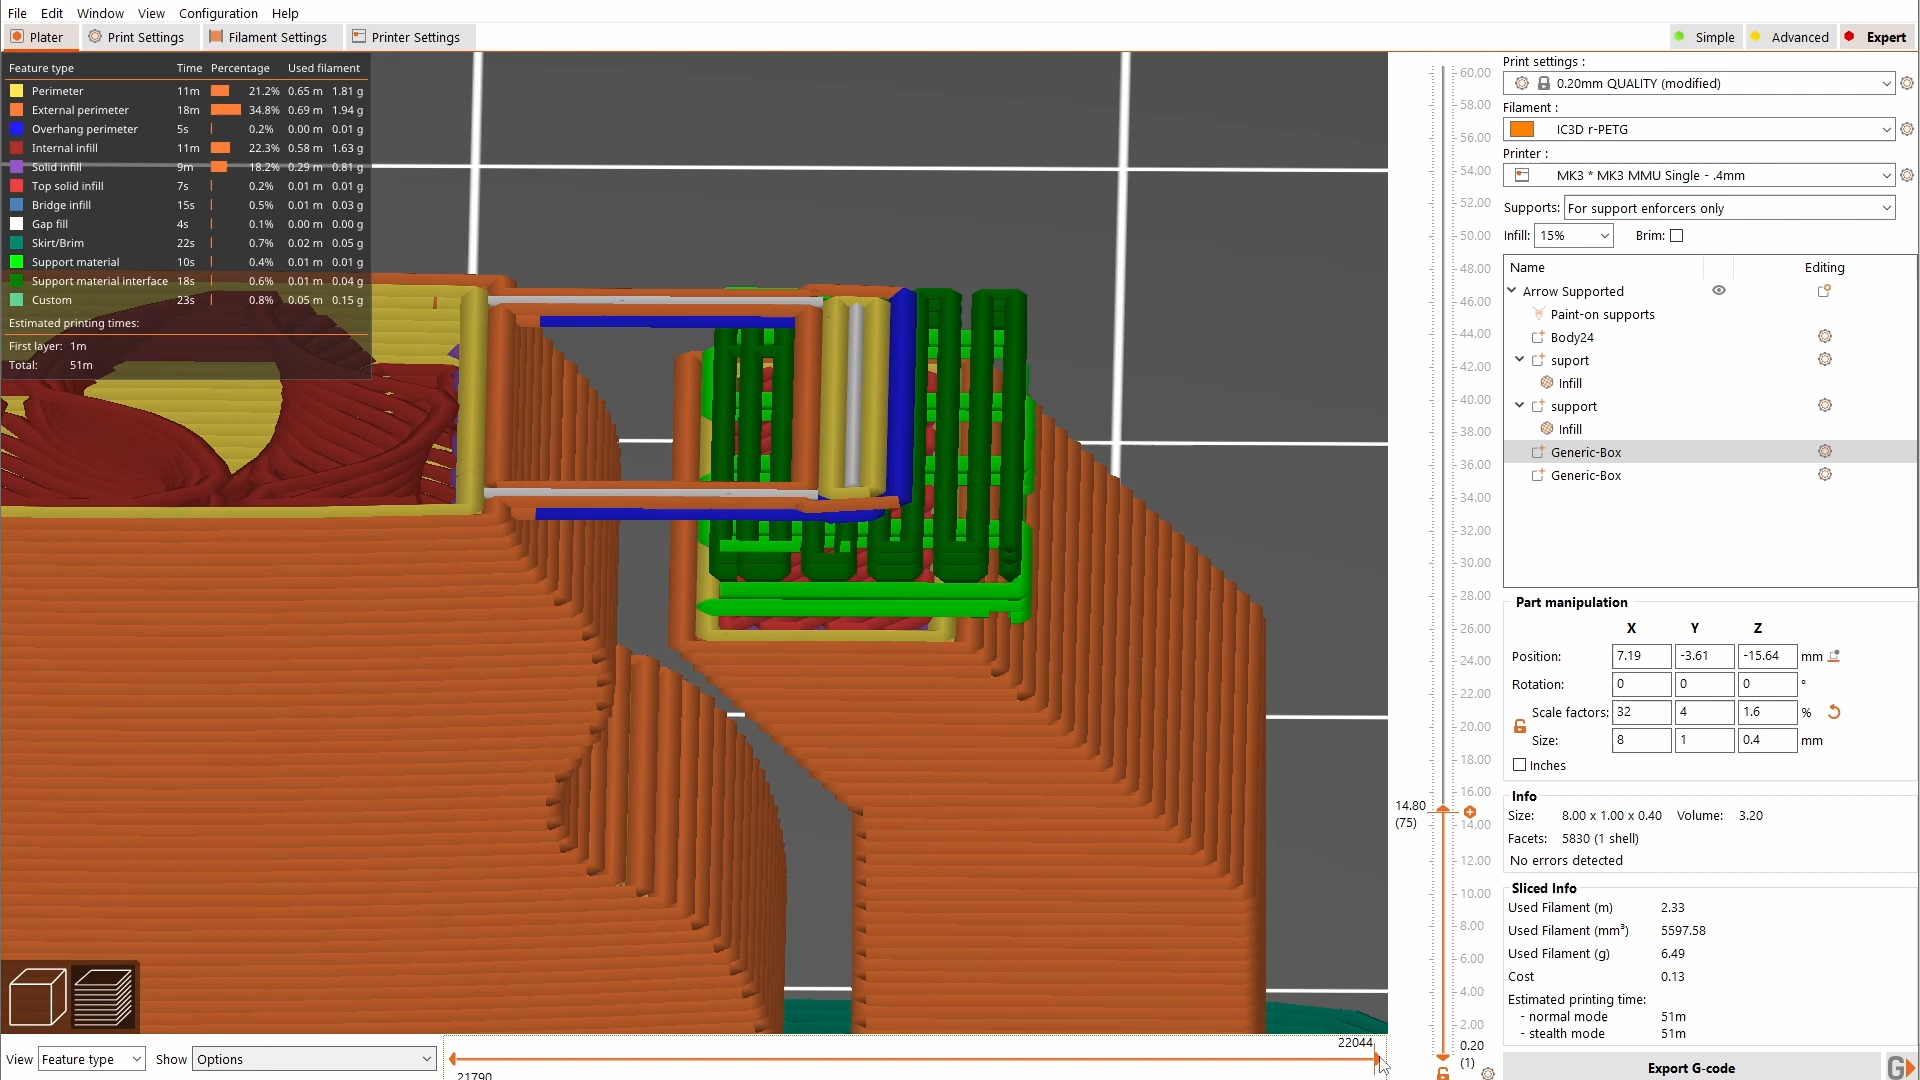 File Edit Window View Configuration Help
Plater Print Settings Filament Settings Printer Settings Simple Advanced Expert
Feature type Time Percentage Used filament
Perimeter 11m 21.2% 0.65 m 1.81 g
External perimeter 18m 34.8% 0.69 m 1.94 g
Overhang perimeter 5s 0.2% 0.00 m 0.01 g
Internal infill 11m 22.3% 0.58 m 1.63 g
Solid infill 9m 18.2% 0.29 m 0.81 g
Top solid infill 7s 0.2% 0.01 m 0.01 g
Bridge infill 15s 0.5% 0.01 m 0.03 g
Gap fill 4s 0.1% 0.00 m 0.00 g
Skirt/Brim 22s 0.7% 0.02 m 0.05 g
Support material 10s 0.4% 0.01 m 0.01 g
Support material interface 18s 0.6% 0.01 m 0.04 g
Custom 23s 0.8% 0.05 m 0.15 g
Estimated printing times:
First layer: 1m
Total: 51m
60.00
58.00
56.00
54.00
52.00
50.00
48.00
46.00
44.00
42.00
40.00
38.00
36.00
34.00
32.00
30.00
28.00
26.00
24.00
22.00
20.00
18.00
16.00
14.80
(75)
14.00
12.00
10.00
8.00
6.00
4.00
2.00
0.20
(1)
Print settings :
0.20mm QUALITY (modified)
Filament :
IC3D r-PETG
Printer :
MK3 * MK3 MMU Single - .4mm
Supports: For support enforcers only
Infill: 15% Brim:
Name Editing
Arrow Supported
Paint-on supports
Body24
suport
Infill
support
Infill
Generic-Box
Generic-Box
Part manipulation
X Y Z
Position: 7.19 -3.61 -15.64 mm
Rotation: 0 0 0 °
Scale factors: 32 4 1.6 %
Size: 8 1 0.4 mm
Inches
Info
Size: 8.00 x 1.00 x 0.40 Volume: 3.20
Facets: 5830 (1 shell)
No errors detected
Sliced Info
Used Filament (m) 2.33
Used Filament (mm³) 5597.58
Used Filament (g) 6.49
Cost 0.13
Estimated printing time:
- normal mode 51m
- stealth mode 51m
Export G-code
G
View Feature type Show Options
22044
21790